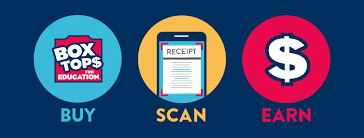 BOX
TOPS
FOR
EDUCATION
RECEIPT
$
BUY
SCAN
EARN